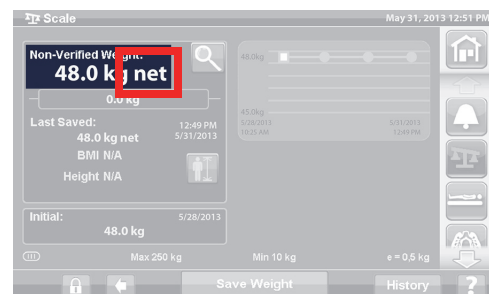 Scale May 31, 2013 12:51 PM
Non-Verified Weight:
48.0 kg net
0.0 kg
Last Saved: 12:49 PM
48.0 kg net 5/31/2013
BMI N/A
Height N/A
Initial: 5/28/2013
48.0 kg
48.0kg
45.0kg
5/28/2013 5/31/2013
10:25 AM 12:49 PM
Max 250 kg Min 10 kg e = 0,5 kg
Save Weight History ?